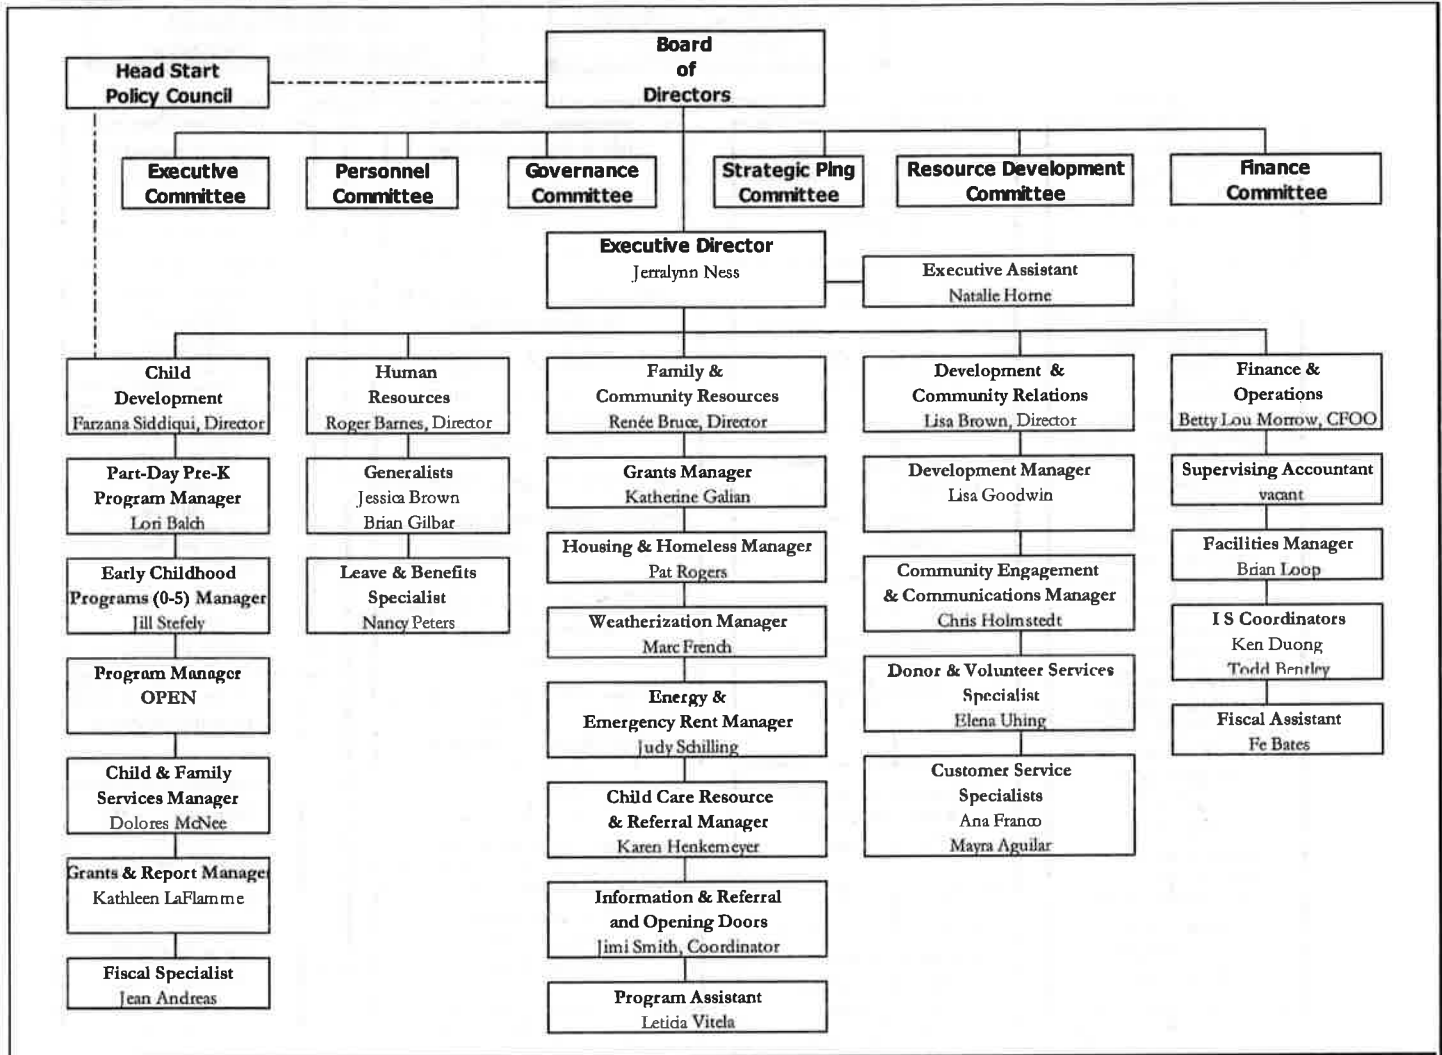 Board
of
Directors
Head Start
Policy Council
Executive
Committee
Personnel
Committee
Governance
Committee
Strategic Plng
Committee
Resource Development
Committee
Finance
Committee
Executive Director
Jerralynn Ness
Executive Assistant
Natalie Horne
Child
Development
Farzana Siddiqui, Director
Part-Day Pre-K
Program Manager
Lori Balch
Early Childhood
Programs (0-5) Manager
Jill Stefely
Program Manager
OPEN
Child & Family
Services Manager
Dolores McNee
Grants & Report Manager
Kathleen LaFlamme
Fiscal Specialist
Jean Andreas
Human
Resources
Roger Barnes, Director
Generalists
Jessica Brown
Brian Gilbar
Leave & Benefits
Specialist
Nancy Peters
Family &
Community Resources
Renée Bruce, Director
Grants Manager
Katherine Galian
Housing & Homeless Manager
Pat Rogers
Weatherization Manager
Marc French
Energy &
Emergency Rent Manager
Judy Schilling
Child Care Resource
& Referral Manager
Karen Henkemeyer
Information & Referral
and Opening Doors
Jimi Smith, Coordinator
Program Assistant
Leticia Vitela
Development &
Community Relations
Lisa Brown, Director
Development Manager
Lisa Goodwin
Community Engagement
& Communications Manager
Chris Holmstedt
Donor & Volunteer Services
Specialist
Elena Uhing
Customer Service
Specialists
Ana Franco
Mayra Aguilar
Finance &
Operations
Betty Lou Morrow, CFOO
Supervising Accountant
vacant
Facilities Manager
Brian Loop
I S Coordinators
Ken Duong
Todd Bentley
Fiscal Assistant
Fe Bates